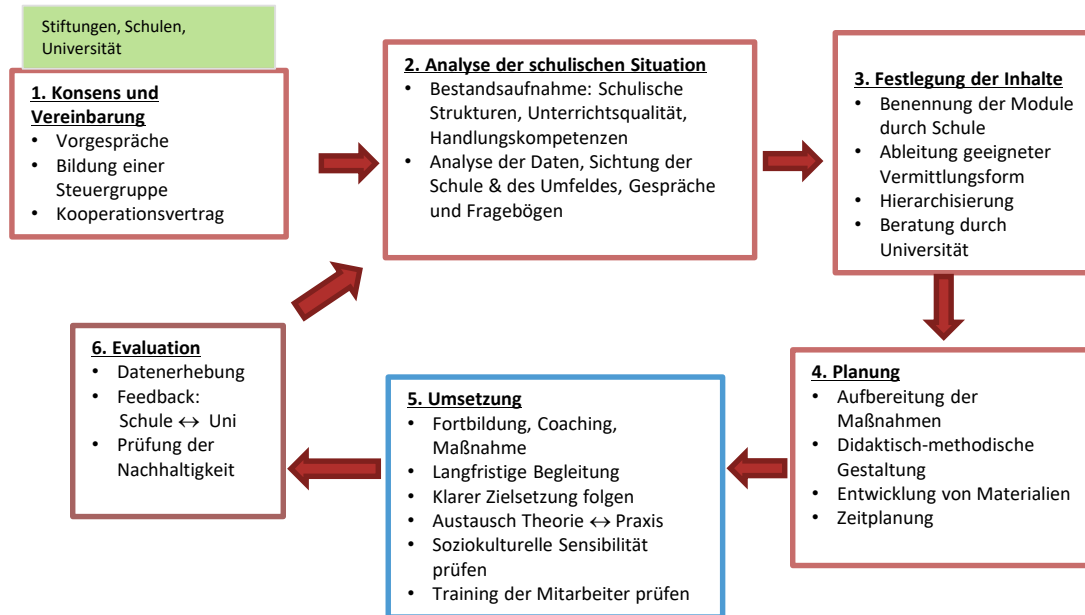 Stiftungen, Schulen,
Universität
1. Konsens und
Vereinbarung
• Vorgespräche
• Bildung einer
Steuergruppe
• Kooperationsvertrag
2. Analyse der schulischen Situation
• Bestandsaufnahme: Schulische
Strukturen, Unterrichtsqualität,
Handlungskompetenzen
• Analyse der Daten, Sichtung der
Schule & des Umfeldes, Gespräche
und Fragebögen
3. Festlegung der Inhalte
• Benennung der Module
durch Schule
• Ableitung geeigneter
Vermittlungsform
• Hierarchisierung
• Beratung durch
Universität
4. Planung
• Aufbereitung der
Maßnahmen
• Didaktisch-methodische
Gestaltung
• Entwicklung von Materialien
• Zeitplanung
5. Umsetzung
• Fortbildung, Coaching,
Maßnahme
• Langfristige Begleitung
• Klarer Zielsetzung folgen
• Austausch Theorie ↔ Praxis
• Soziokulturelle Sensibilität
prüfen
• Training der Mitarbeiter prüfen
6. Evaluation
• Datenerhebung
• Feedback:
Schule ↔ Uni
• Prüfung der
Nachhaltigkeit